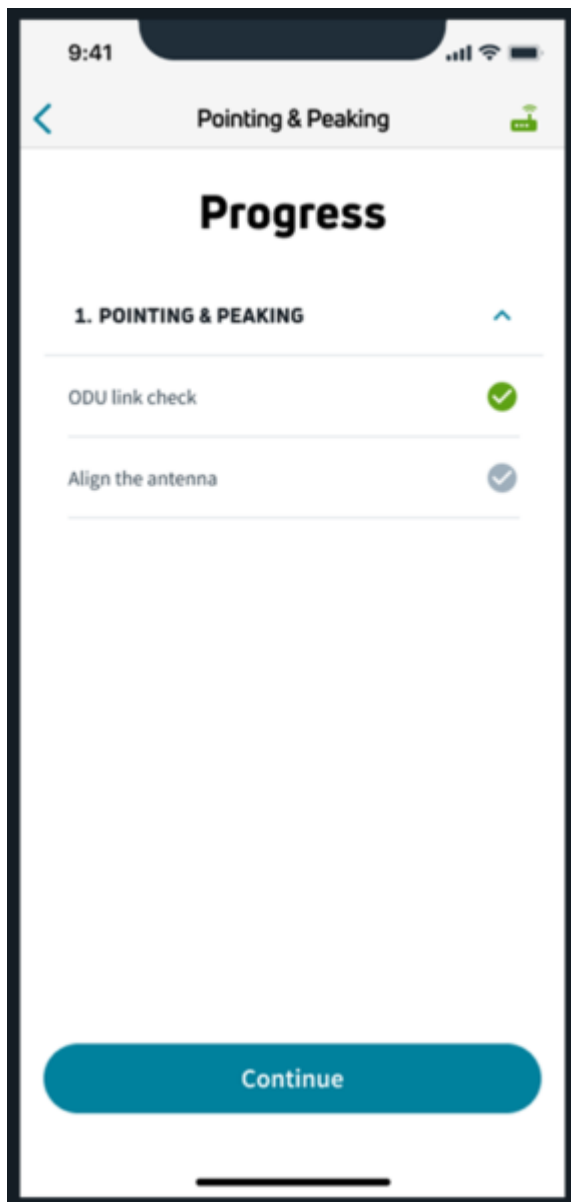 9:41
Pointing & Peaking
Progress
1. POINTING & PEAKING
ODU link check
Align the antenna
Continue